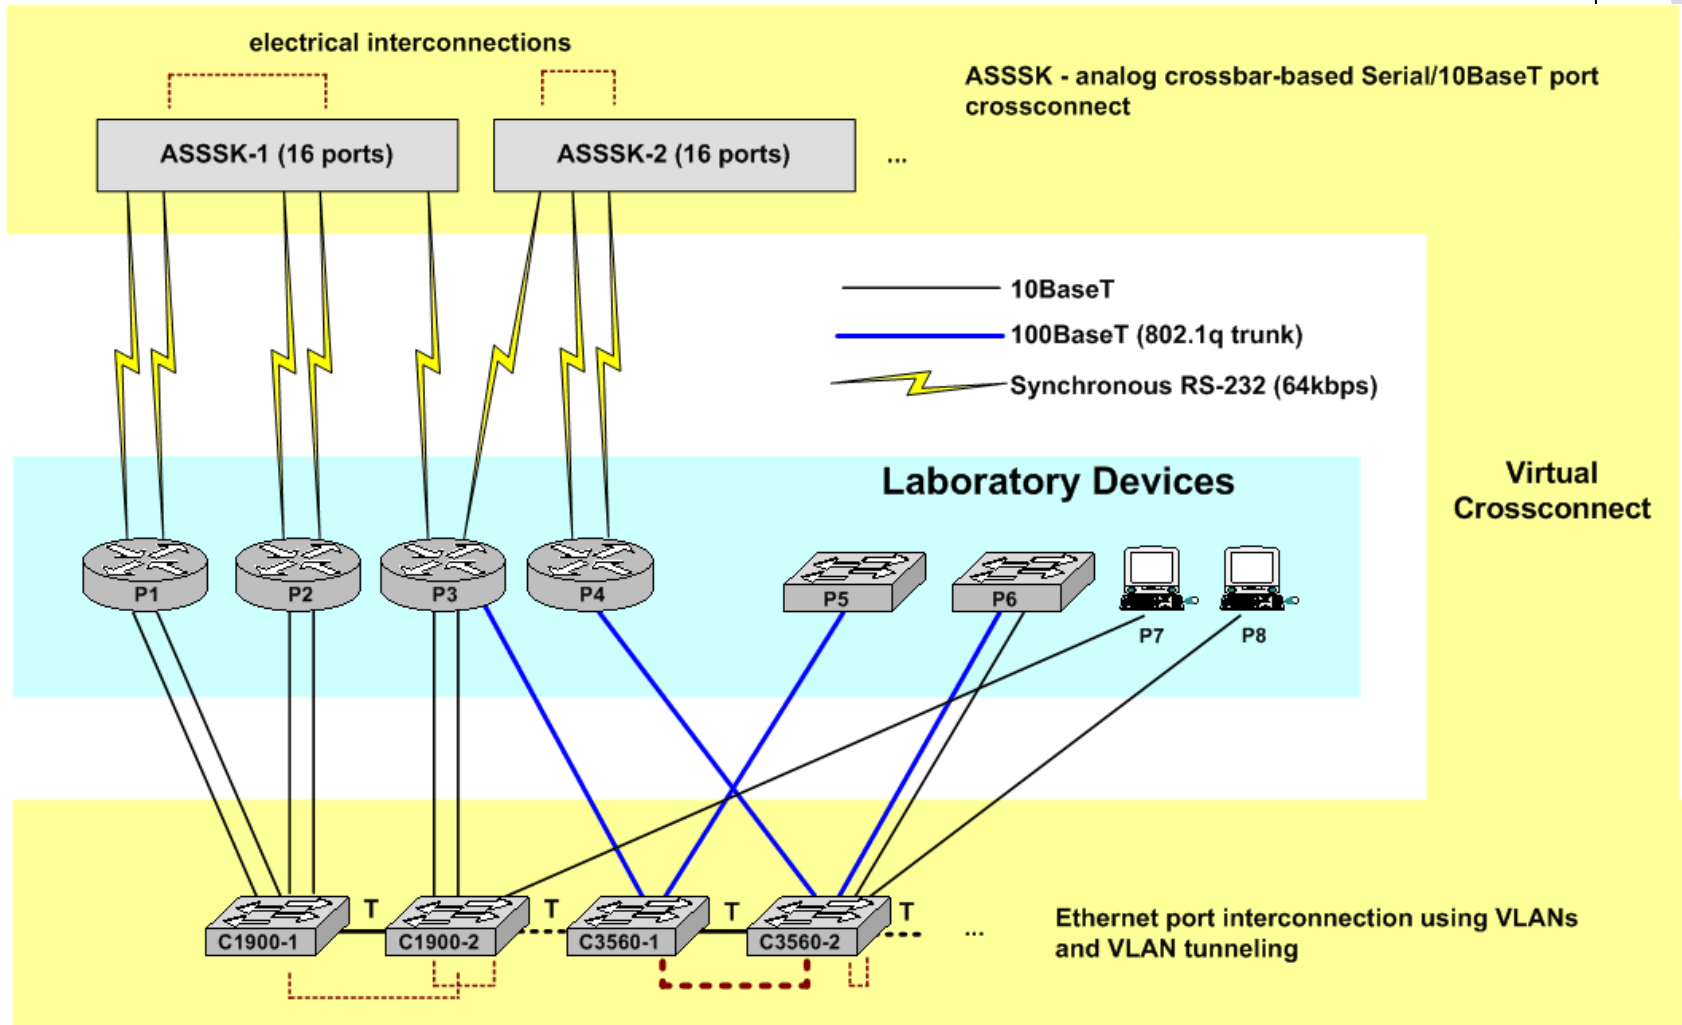 electrical interconnections
ASSSK - analog crossbar-based Serial/10BaseT port
crossconnect
ASSSK-1 (16 ports)
ASSSK-2 (16 ports)
...
10BaseT
100BaseT (802.1q trunk)
Synchronous RS-232 (64kbps)
Laboratory Devices
Virtual
Crossconnect
P1
P2
P3
P4
P5
P6
P7
P8
T
T
T
T
C1900-1
C1900-2
C3560-1
C3560-2
...
Ethernet port interconnection using VLANs
and VLAN tunneling